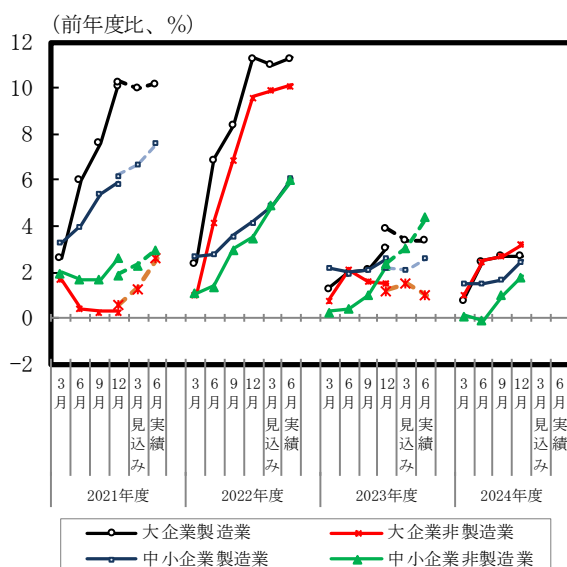 (前年度比、%)
12
10
8
6
4
2
0
-2
3月 6月 9月 12月 3月見込み 6月実績 3月 6月 9月 12月 3月見込み 6月実績 3月 6月 9月 12月 3月見込み 6月実績 3月 6月 9月 12月 3月見込み 6月実績
2021年度 2022年度 2023年度 2024年度
大企業製造業 大企業非製造業
中小企業製造業 中小企業非製造業